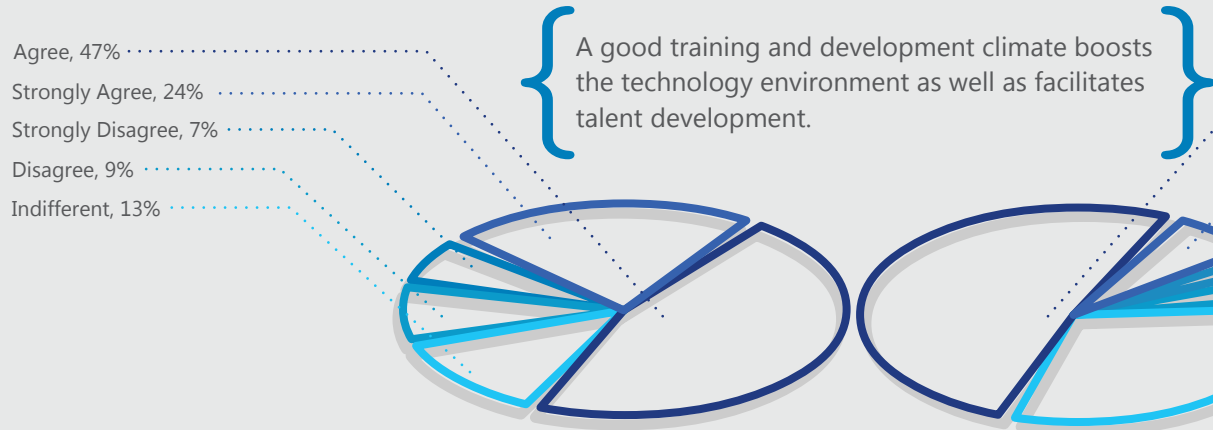 Agree, 47%
Strongly Agree, 24%
Strongly Disagree, 7%
Disagree, 9%
Indifferent, 13%
A good training and development climate boosts
the technology environment as well as facilitates
talent development.